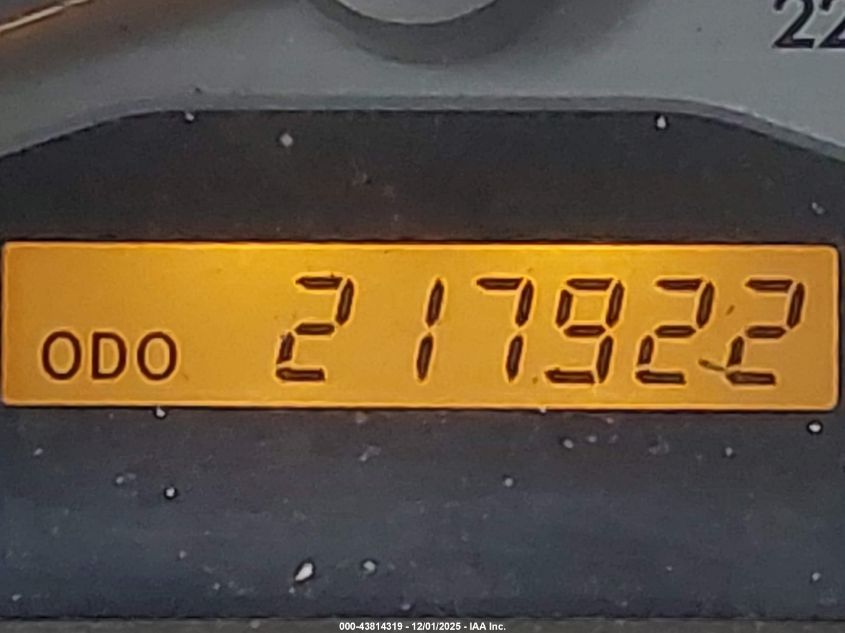 22
ODO 217922
000-43814319 - 12/01/2025 - IAA Inc.